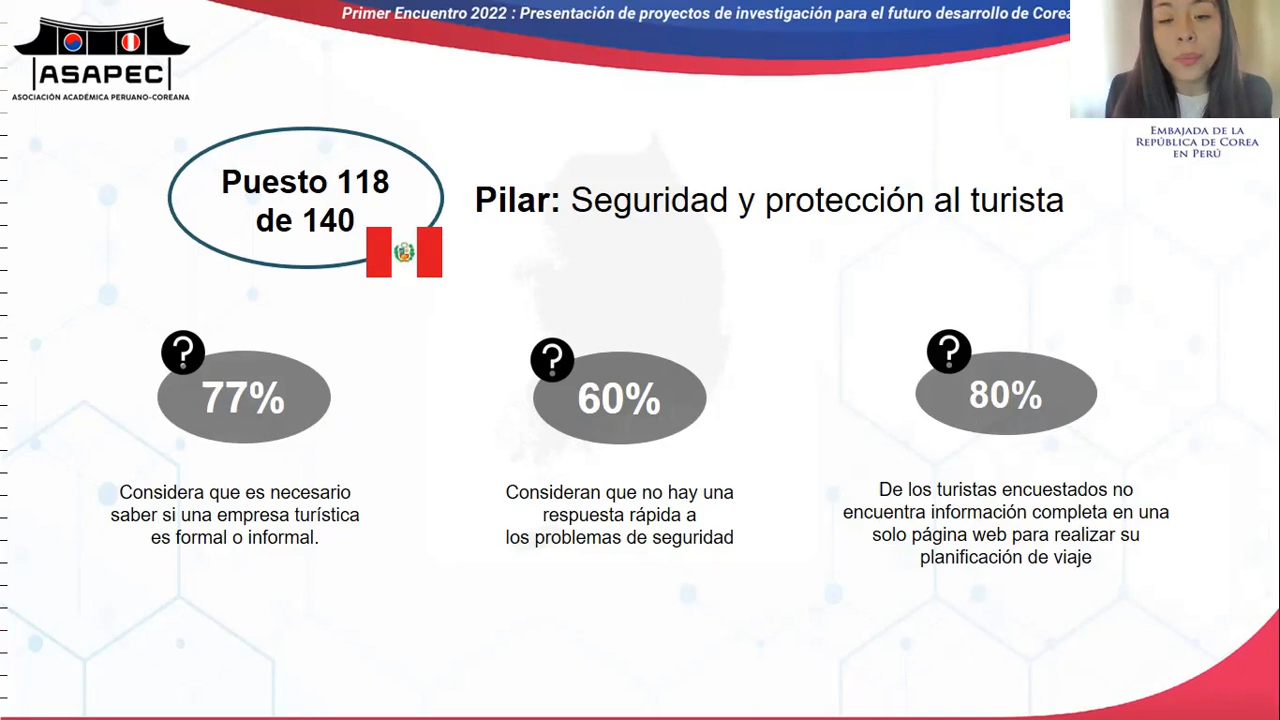 Primer Encuentro 2022 : Presentación de proyectos de investigación para el futuro desarrollo de Corea
ASAPEC
ASOCIACIÓN ACADÉMICA PERUANO-COREANA
EMBAJADA DE LA
REPÚBLICA DE COREA
EN PERÚ
Puesto 118
de 140
Pilar: Seguridad y protección al turista
?
77%
?
60%
?
80%
Considera que es necesario
saber si una empresa turística
es formal o informal.
Consideran que no hay una
respuesta rápida a
los problemas de seguridad
De los turistas encuestados no
encuentra información completa en una
solo página web para realizar su
planificación de viaje